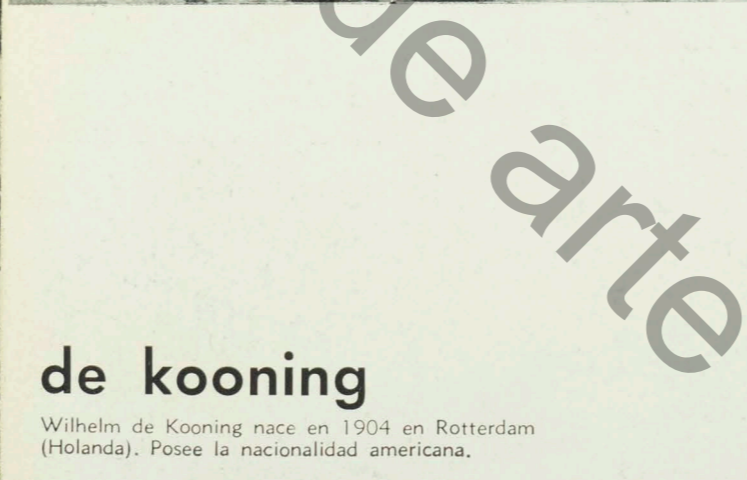 de arte
de kooning
Wilhelm de Kooning nace en 1904 en Rotterdam
(Holanda). Posee la nacionalidad americana.